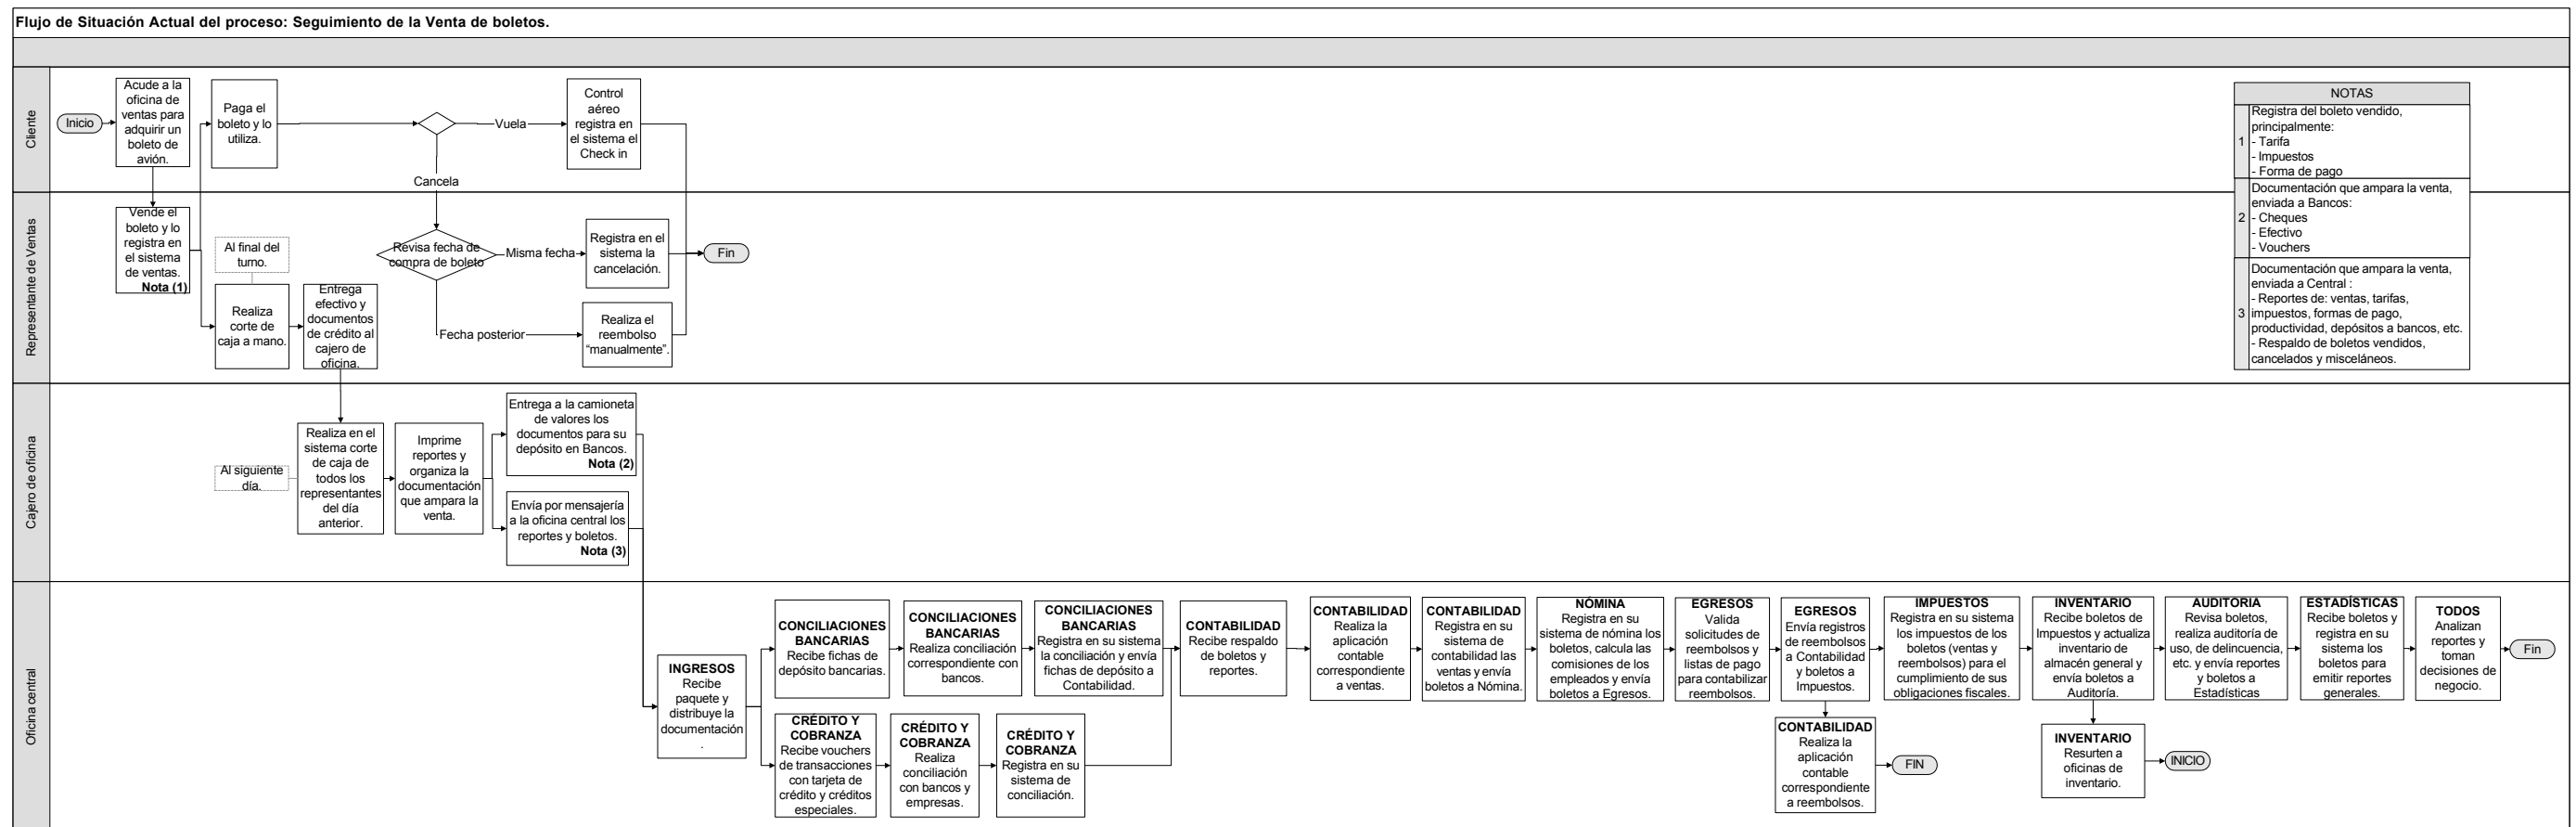 Flujo de Situación Actual del proceso: Seguimiento de la Venta de boletos.
Cliente
Inicio
Acude a la
oficina de
ventas para
adquirir un
boleto de
avión.
Paga el
boleto y lo
utiliza.
Vuela
Control
aéreo
registra en
el sistema el
Check in
Cancela
NOTAS
1
Registra del boleto vendido,
principalmente:
- Tarifa
- Impuestos
- Forma de pago
2
Documentación que ampara la venta,
enviada a Bancos:
- Cheques
- Efectivo
- Vouchers
3
Documentación que ampara la venta,
enviada a Central :
- Reportes de: ventas, tarifas,
impuestos, formas de pago,
productividad, depósitos a bancos, etc.
- Respaldo de boletos vendidos,
cancelados y misceláneos.
Representante de Ventas
Vende el
boleto y lo
registra en
el sistema
de ventas.
Nota (1)
Al final del
turno.
Realiza
corte de
caja a mano.
Entrega
efectivo y
documentos
de crédito al
cajero de
oficina.
Revisa fecha de
compra de boleto
Misma fecha
Registra en el
sistema la
cancelación.
Fin
Fecha posterior
Realiza el
reembolso
“manualmente”.
Cajero de oficina
Al siguiente
día.
Realiza en el
sistema corte
de caja de
todos los
representantes
del día
anterior.
Imprime
reportes y
organiza la
documentación
que ampara la
venta.
Entrega a la camioneta
de valores los
documentos para su
depósito en Bancos.
Nota (2)
Envía por mensajería
a la oficina central los
reportes y boletos.
Nota (3)
Oficina central
INGRESOS
Recibe
paquete y
distribuye la
documentación
.
CONCILIACIONES
BANCARIAS
Recibe fichas de
depósito bancarias.
CONCILIACIONES
BANCARIAS
Realiza conciliación
correspondiente con
bancos.
CONCILIACIONES
BANCARIAS
Registra en su sistema
la conciliación y envía
fichas de depósito a
Contabilidad.
CRÉDITO Y
COBRANZA
Recibe vouchers
de transacciones
con tarjeta de
crédito y créditos
especiales.
CRÉDITO Y
COBRANZA
Realiza
conciliación
con bancos y
empresas.
CRÉDITO Y
COBRANZA
Registra en su
sistema de
conciliación.
CONTABILIDAD
Recibe respaldo
de boletos y
reportes.
CONTABILIDAD
Realiza la
aplicación
contable
correspondiente
a ventas.
CONTABILIDAD
Registra en su
sistema de
contabilidad las
ventas y envía
boletos a Nómina.
NÓMINA
Registra en su
sistema de nómina los
boletos, calcula las
comisiones de los
empleados y envía
boletos a Egresos.
EGRESOS
Valida
solicitudes de
reembolsos y
listas de pago
para contabilizar
reembolsos.
EGRESOS
Envía registros
de reembolsos
a Contabilidad
y boletos a
Impuestos.
CONTABILIDAD
Realiza la
aplicación
contable
correspondiente
a reembolsos.
FIN
IMPUESTOS
Registra en su sistema
los impuestos de los
boletos (ventas y
reembolsos) para el
cumplimiento de sus
obligaciones fiscales.
INVENTARIO
Recibe boletos de
Impuestos y actualiza
inventario de
almacén general y
envía boletos a
Auditoría.
INVENTARIO
Resurten a
oficinas de
inventario.
INICIO
AUDITORIA
Revisa boletos,
realiza auditoría de
uso, de delincuencia,
etc. y envía reportes
y boletos a
Estadísticas
ESTADÍSTICAS
Recibe boletos y
registra en su
sistema los
boletos para
emitir reportes
generales.
TODOS
Analizan
reportes y
toman
decisiones de
negocio.
Fin